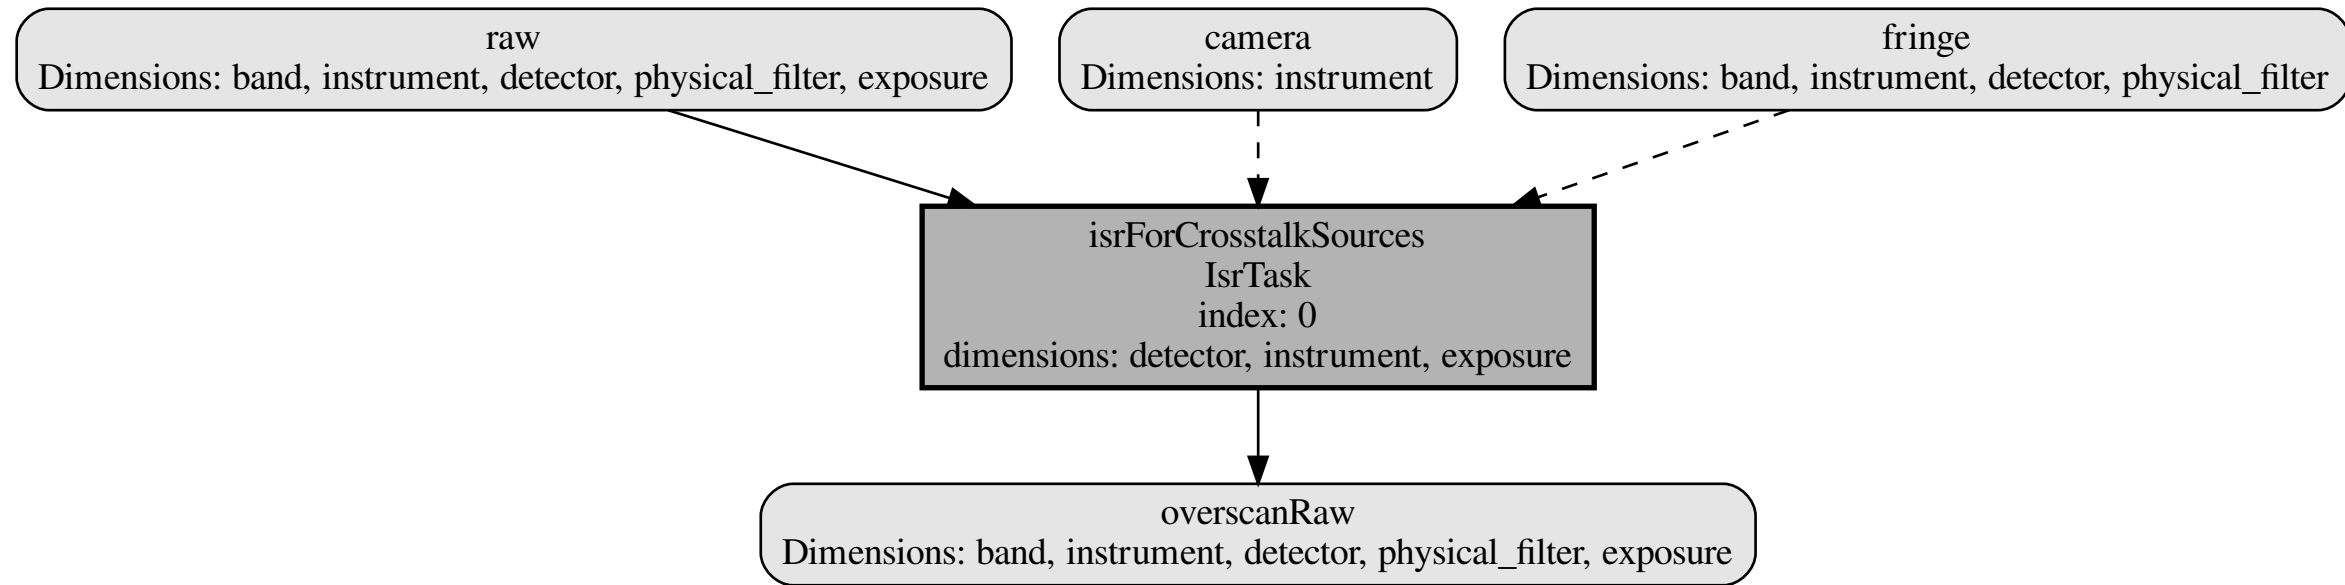 raw
Dimensions: band, instrument, detector, physical_filter, exposure
camera
Dimensions: instrument
fringe
Dimensions: band, instrument, detector, physical_filter
isrForCrosstalkSources
IsrTask
index: 0
dimensions: detector, instrument, exposure
overscanRaw
Dimensions: band, instrument, detector, physical_filter, exposure